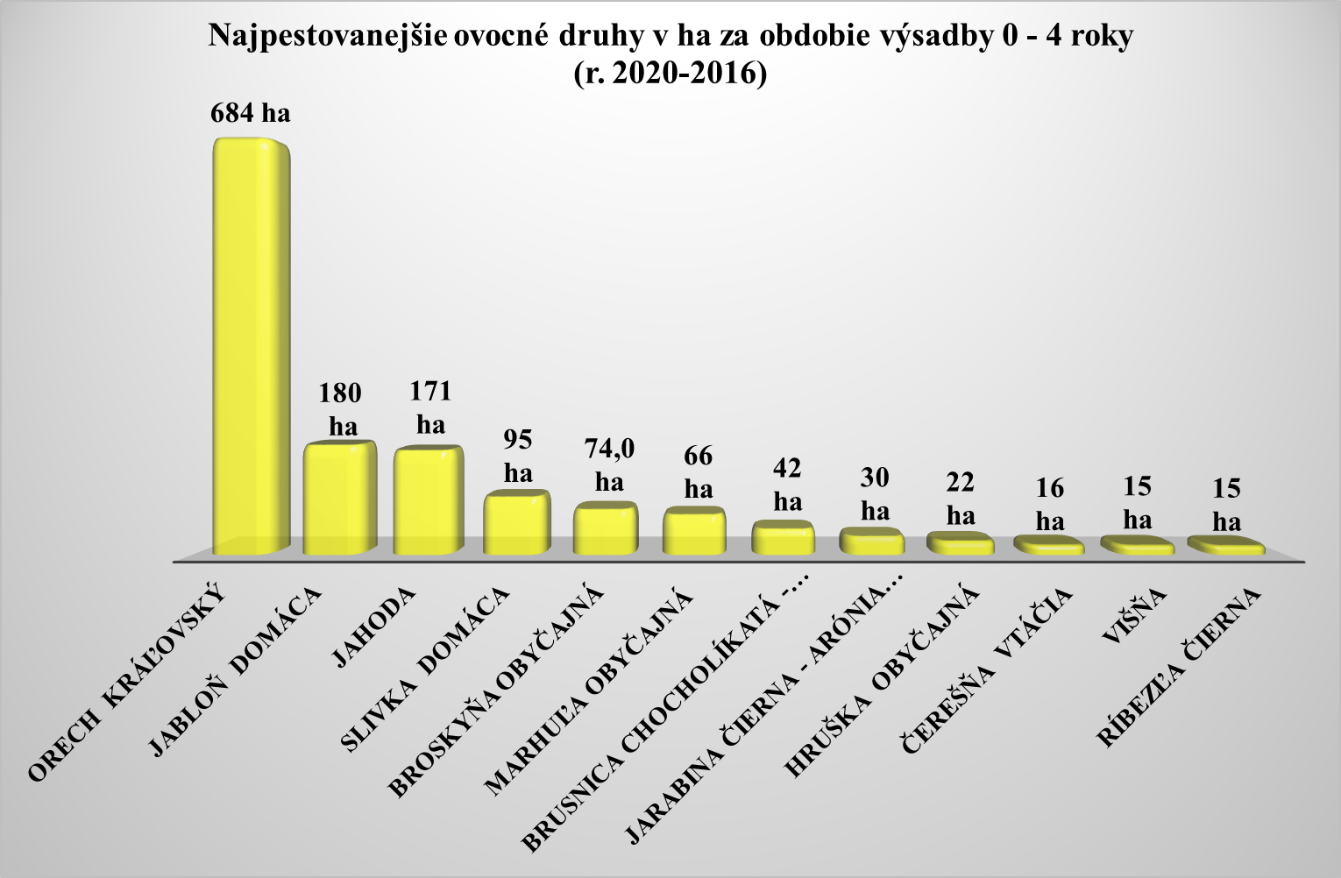 Najpestovanejšie ovocné druhy v ha za obdobie výsadby 0 - 4 roky
(r. 2020-2016)
684 ha
180
ha
171
ha
95
ha
74,0
ha
66
ha
42
ha
30
ha
22
ha
16
ha
15
ha
15
ha
ORECH KRÁĽOVSKÝ
JABLOŇ DOMÁCA
JAHODA
SLIVKA DOMÁCA
BROSKYŇA OBYČAJNÁ
MARHUĽA OBYČAJNÁ
BRUSNICA CHOCHOLÍKATÁ -…
JARABINA ČIERNA - ARÓNIA…
HRUŠKA OBYČAJNÁ
ČEREŠŇA VTÁČIA
VIŠŇA
RÍBEZĽA ČIERNA